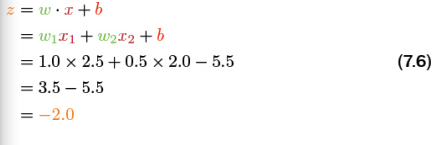 z = w · x + b
= w₁x₁ + w₂x₂ + b
= 1.0 × 2.5 + 0.5 × 2.0 − 5.5 (7.6)
= 3.5 − 5.5
= −2.0